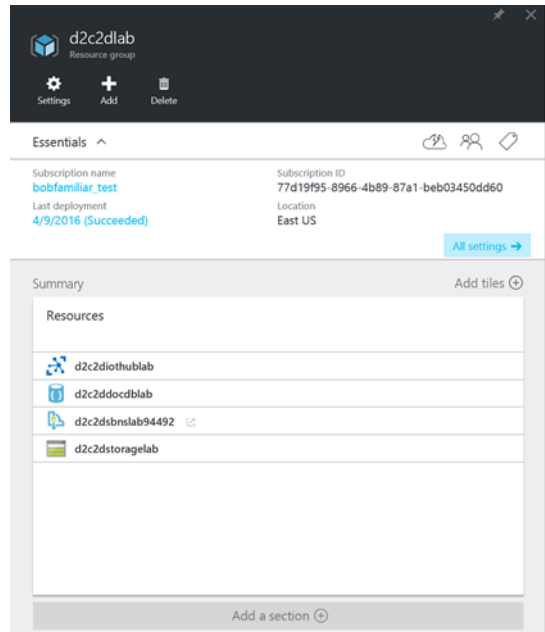 d2c2dlab
Resource group
Settings Add Delete
Essentials
Subscription name Subscription ID
bobfamiliar_test 77d19f95-8966-4b89-87a1-beb03450dd60
Last deployment Location
4/9/2016 (Succeeded) East US
All settings →
Summary Add tiles
Resources
d2c2diothublab
d2c2ddocdblab
d2c2dsbnslab94492
d2c2dstoragelab
Add a section